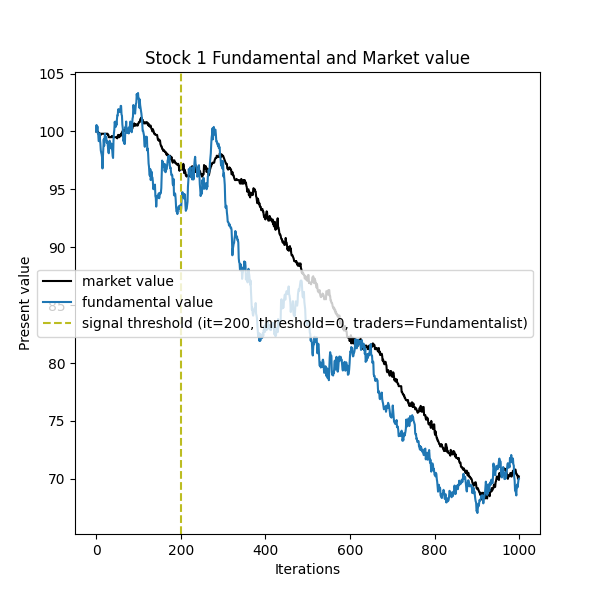 Stock 1 Fundamental and Market value
105
100
95
90
85
80
75
70
Present value
market value
fundamental value
signal threshold (it=200, threshold=0, traders=Fundamentalist)
0 200 400 600 800 1000
Iterations